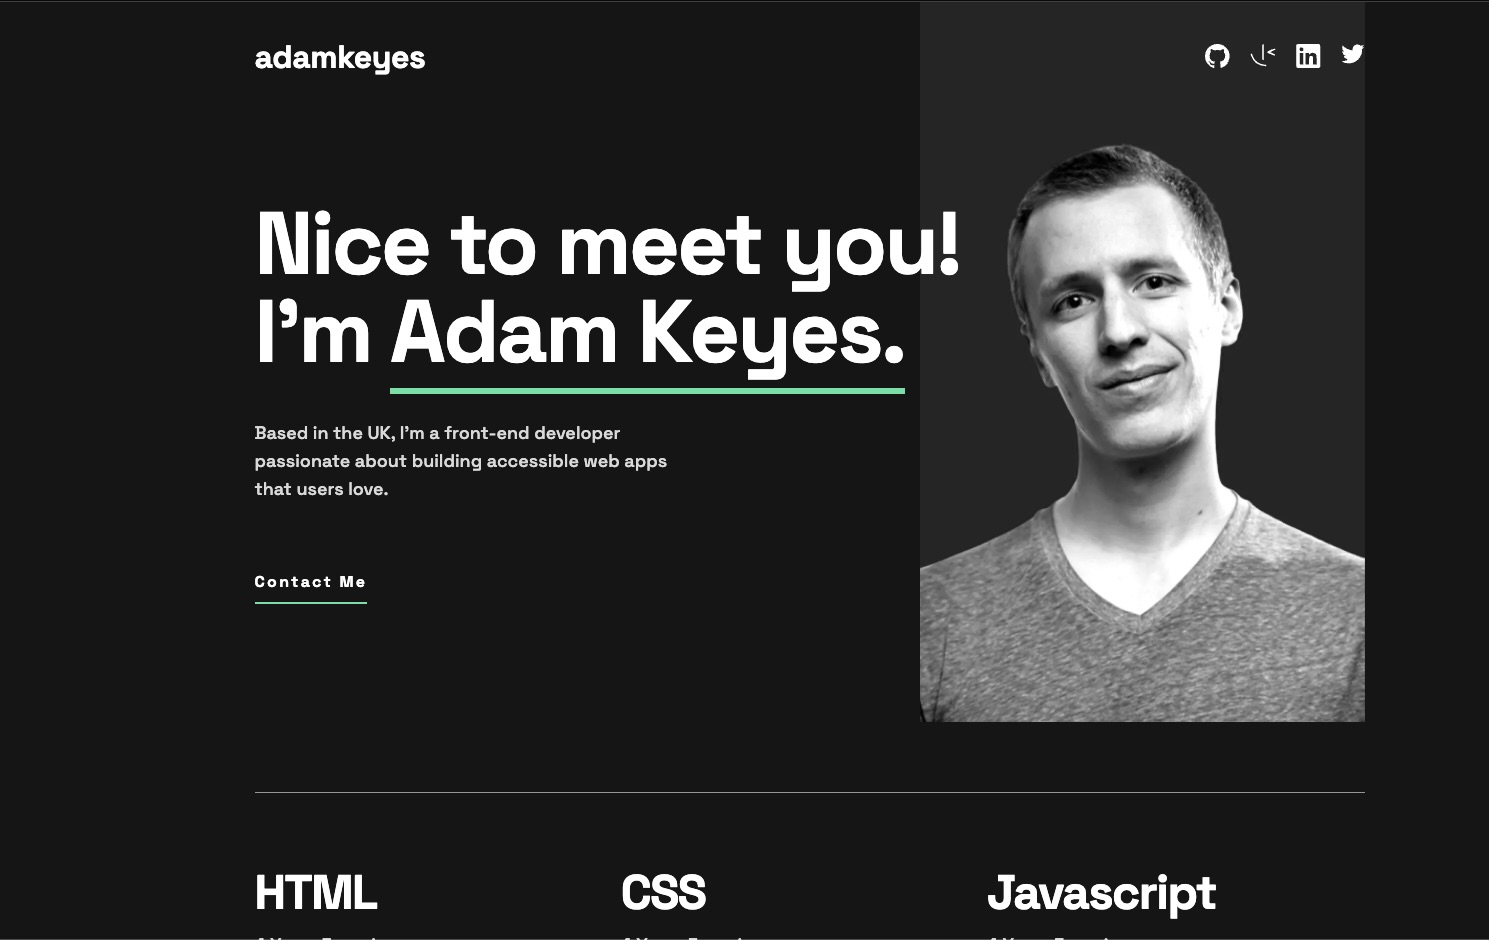 adamkeyes
Nice to meet you!
I'm Adam Keyes.
Based in the UK, I'm a front-end developer
passionate about building accessible web apps
that users love.
Contact Me
HTML
CSS
Javascript